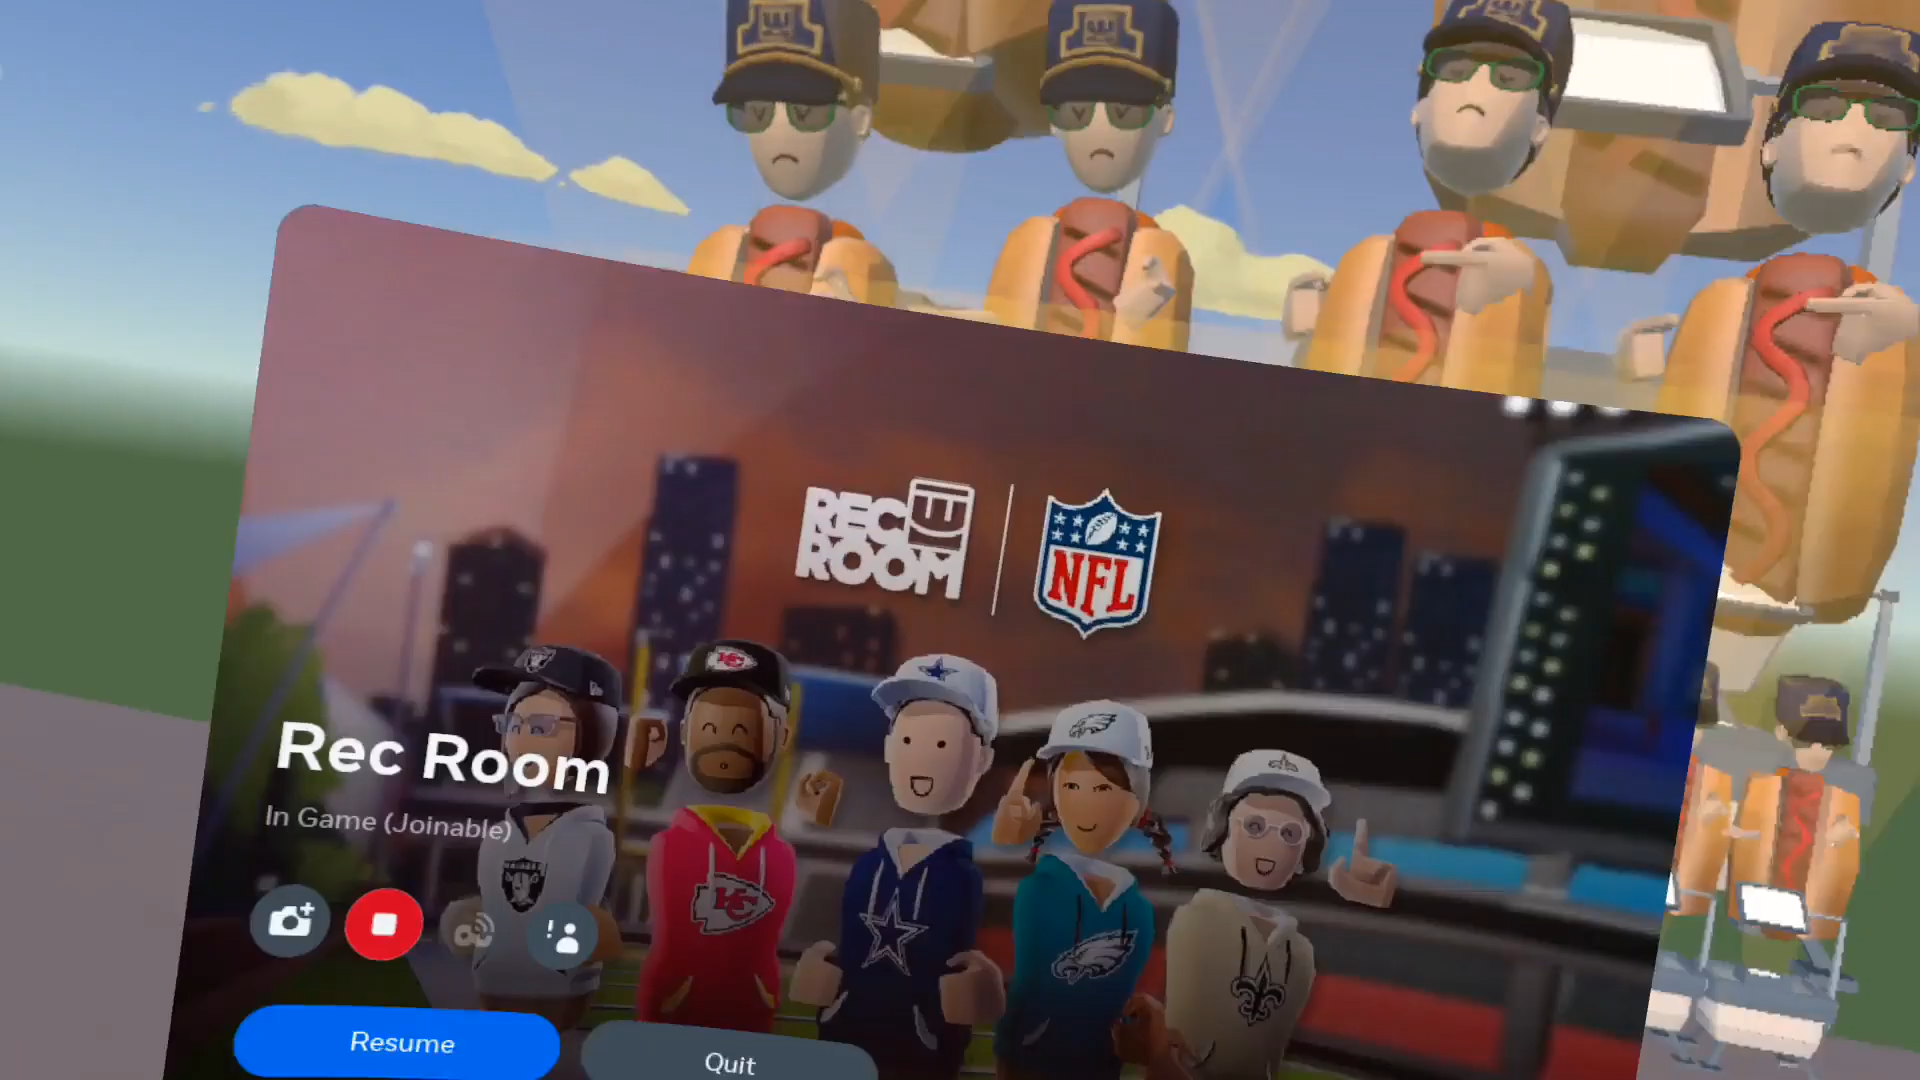 REC
ROOM
NFL
Rec Room
In Game (Joinable)
Resume
Quit